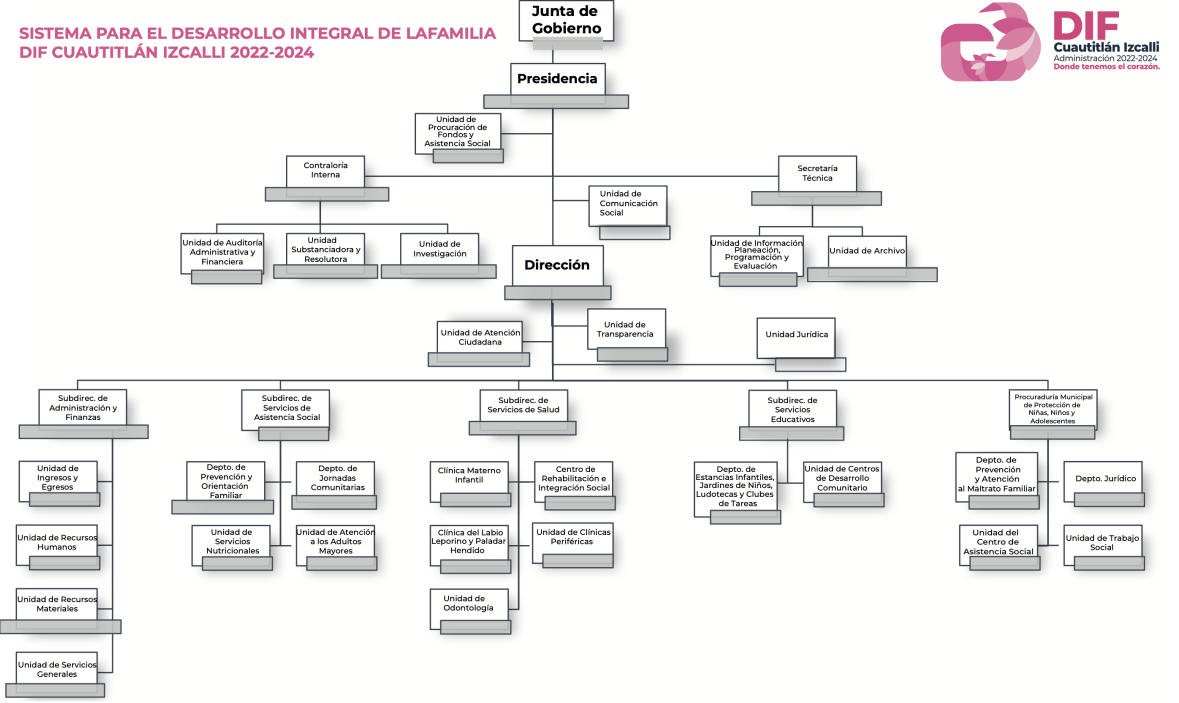 SISTEMA PARA EL DESARROLLO INTEGRAL DE LAFAMILIA
DIF CUAUTITLÁN IZCALLI 2022-2024
DIF
Cuautitlán Izcalli
Administración 2022-2024
Donde tenemos el corazón.
Junta de
Gobierno
Presidencia
Unidad de
Procuración de
Fondos y
Asistencia Social
Contraloría
Interna
Secretaría
Técnica
Unidad de
Comunicación
Social
Unidad de Auditoría
Administrativa y
Financiera
Unidad
Substanciadora y
Resolutora
Unidad de
Investigación
Unidad de Información
Planeación,
Programación y
Evaluación
Unidad de Archivo
Dirección
Unidad de Atención
Ciudadana
Unidad de
Transparencia
Unidad Jurídica
Subdirec. de
Administración y
Finanzas
Subdirec. de
Servicios de
Asistencia Social
Subdirec. de
Servicios de Salud
Subdirec. de
Servicios
Educativos
Procuraduría Municipal
de Protección de
Niñas, Niños y
Adolescentes
Unidad de
Ingresos y
Egresos
Depto. de
Prevención y
Orientación
Familiar
Depto. de
Jornadas
Comunitarias
Clínica Materno
Infantil
Centro de
Rehabilitación e
Integración Social
Depto. de
Estancias Infantiles,
Jardines de Niños,
Ludotecas y Clubes
de Tareas
Unidad de Centros
de Desarrollo
Comunitario
Depto. de
Prevención
y Atención
al Maltrato Familiar
Depto. Jurídico
Unidad de Recursos
Humanos
Unidad de
Servicios
Nutricionales
Unidad de Atención
a los Adultos
Mayores
Clínica del Labio
Leporino y Paladar
Hendido
Unidad de Clínicas
Periféricas
Unidad del
Centro de
Asistencia Social
Unidad de Trabajo
Social
Unidad de Recursos
Materiales
Unidad de
Odontología
Unidad de Servicios
Generales